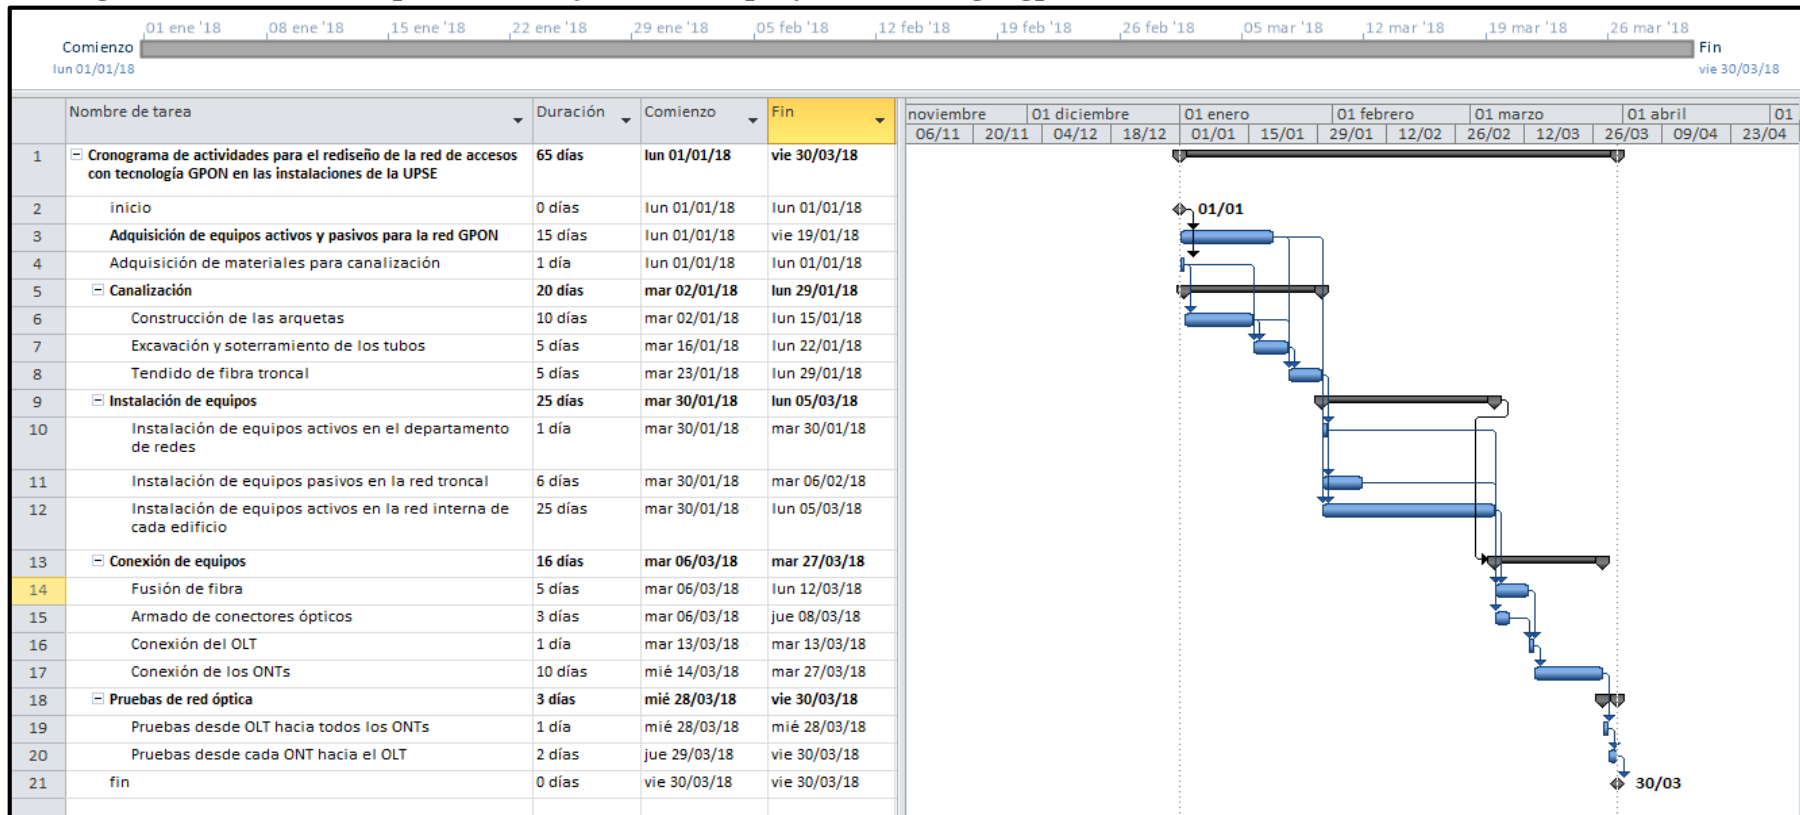 01 ene '18 08 ene '18 15 ene '18 22 ene '18 29 ene '18 05 feb '18 12 feb '18 19 feb '18 26 feb '18 05 mar '18 12 mar '18 19 mar '18 26 mar '18
Comienzo
lun 01/01/18
Fin
vie 30/03/18
Nombre de tarea Duración Comienzo Fin
noviembre 01 diciembre 01 enero 01 febrero 01 marzo 01 abril 01
06/11 20/11 04/12 18/12 01/01 15/01 29/01 12/02 26/02 12/03 26/03 09/04 23/04
1 Cronograma de actividades para el rediseño de la red de accesos 65 días lun 01/01/18 vie 30/03/18
con tecnología GPON en las instalaciones de la UPSE
2 inicio 0 días lun 01/01/18 lun 01/01/18 01/01
3 Adquisición de equipos activos y pasivos para la red GPON 15 días lun 01/01/18 vie 19/01/18
4 Adquisición de materiales para canalización 1 día lun 01/01/18 lun 01/01/18
5 Canalización 20 días mar 02/01/18 lun 29/01/18
6 Construcción de las arquetas 10 días mar 02/01/18 lun 15/01/18
7 Excavación y soterramiento de los tubos 5 días mar 16/01/18 lun 22/01/18
8 Tendido de fibra troncal 5 días mar 23/01/18 lun 29/01/18
9 Instalación de equipos 25 días mar 30/01/18 lun 05/03/18
10 Instalación de equipos activos en el departamento 1 día mar 30/01/18 mar 30/01/18
de redes
11 Instalación de equipos pasivos en la red troncal 6 días mar 30/01/18 mar 06/02/18
12 Instalación de equipos activos en la red interna de 25 días mar 30/01/18 lun 05/03/18
cada edificio
13 Conexión de equipos 16 días mar 06/03/18 mar 27/03/18
14 Fusión de fibra 5 días mar 06/03/18 lun 12/03/18
15 Armado de conectores ópticos 3 días mar 06/03/18 jue 08/03/18
16 Conexión del OLT 1 día mar 13/03/18 mar 13/03/18
17 Conexión de los ONTs 10 días mié 14/03/18 mar 27/03/18
18 Pruebas de red óptica 3 días mié 28/03/18 vie 30/03/18
19 Pruebas desde OLT hacia todos los ONTs 1 día mié 28/03/18 mié 28/03/18
20 Pruebas desde cada ONT hacia el OLT 2 días jue 29/03/18 vie 30/03/18
21 fin 0 días vie 30/03/18 vie 30/03/18 30/03